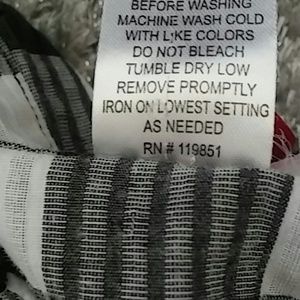 BEFORE WASHING
MACHINE WASH COLD
WITH LIKE COLORS
DO NOT BLEACH
TUMBLE DRY LOW
REMOVE PROMPTLY
IRON ON LOWEST SETTING
AS NEEDED
RN # 119851